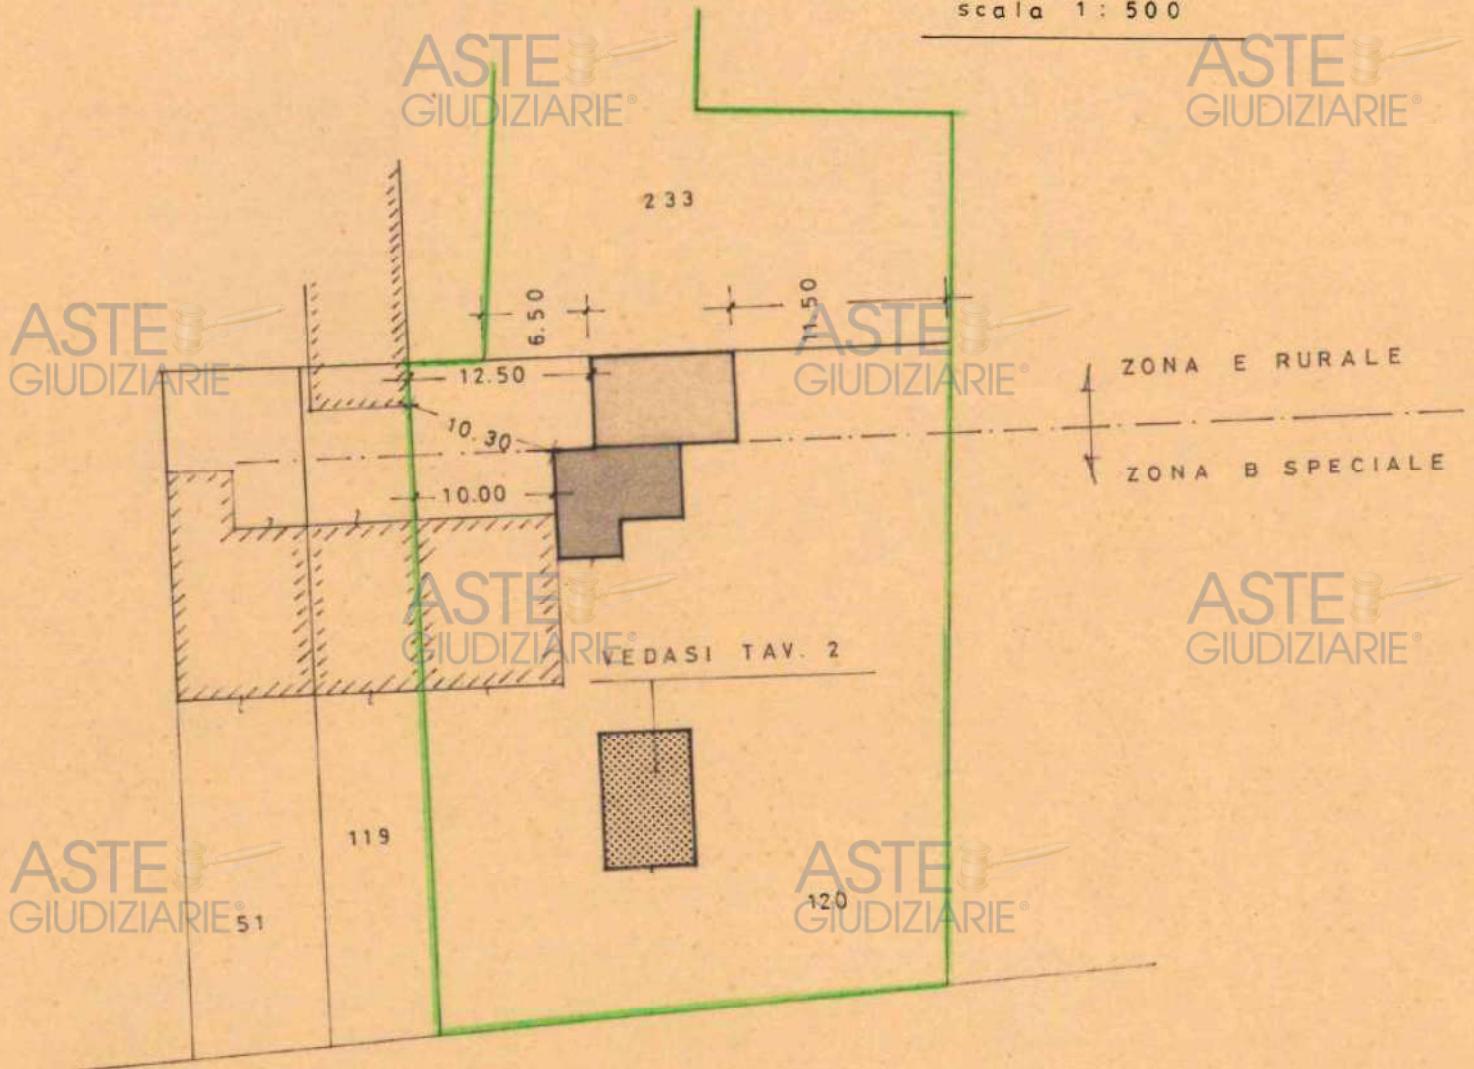 scala 1: 500
ASTE
GIUDIZIARIE®
ASTE
GIUDIZIARIE®
233
6.50
11.50
ASTE
GIUDIZIARIE®
ASTE
GIUDIZIARIE®
12.50
ZONA E RURALE
10.30
ZONA B SPECIALE
10.00
ASTE
GIUDIZIARIE®
ASTE
GIUDIZIARIE®
VEDASI TAV. 2
119
ASTE
GIUDIZIARIE®
ASTE
GIUDIZIARIE®
120
51